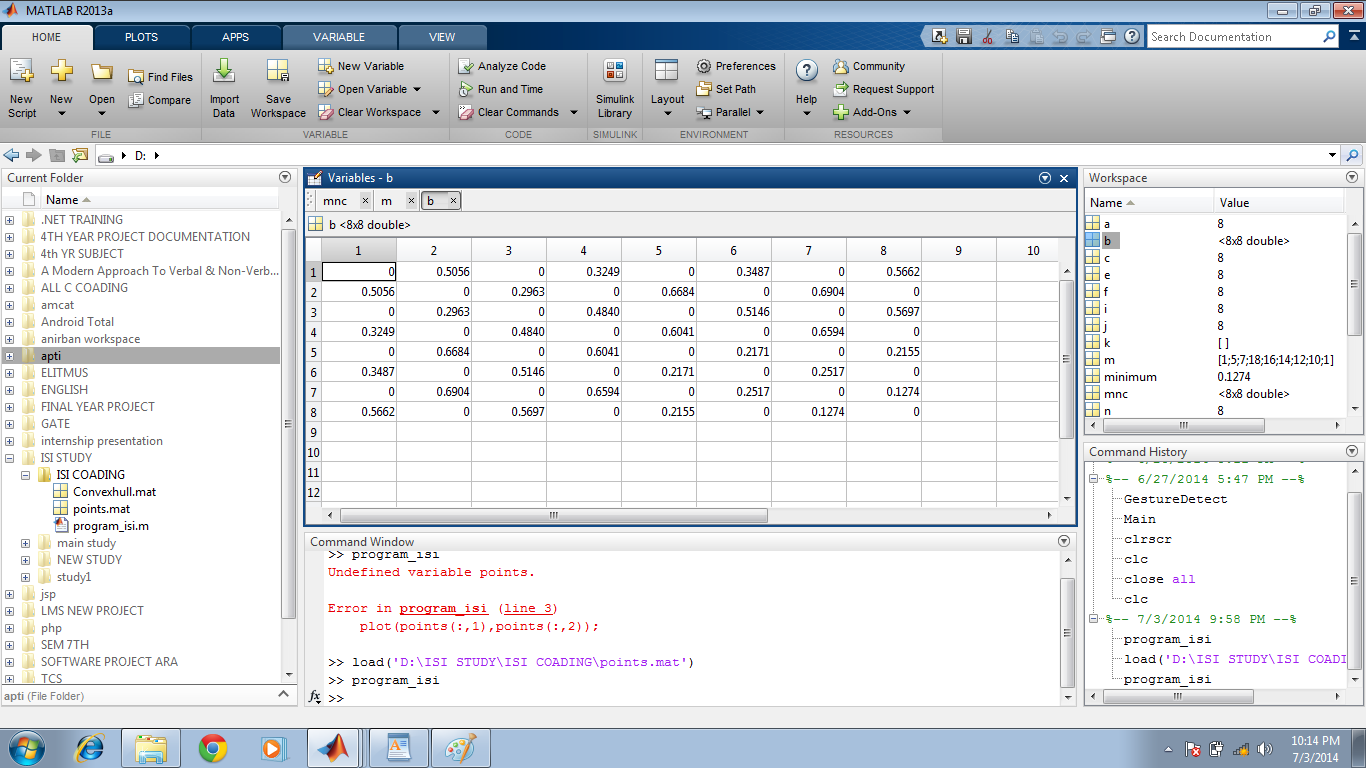 MATLAB R2013a
HOME PLOTS APPS VARIABLE VIEW Search Documentation
New Script New Open Find Files Compare
FILE
Import Data Save Workspace New Variable Open Variable Clear Workspace
VARIABLE
Analyze Code Run and Time Clear Commands
CODE
Simulink Library
SIMULINK
Layout Preferences Set Path Parallel
ENVIRONMENT
Help Community Request Support Add-Ons
RESOURCES
D:
Current Folder
Name
.NET TRAINING
4TH YEAR PROJECT DOCUMENTATION
4th YR SUBJECT
A Modern Approach To Verbal & Non-Verb...
ALL C COADING
amcat
Android Total
anirban workspace
apti
ELITMUS
ENGLISH
FINAL YEAR PROJECT
GATE
internship presentation
ISI STUDY
ISI COADING
Convexhull.mat
points.mat
program_isi.m
main study
NEW STUDY
study1
jsp
LMS NEW PROJECT
php
SEM 7TH
SOFTWARE PROJECT ARA
TCS
apti (File Folder)
Variables - b
mnc m b
b <8x8 double>
1 2 3 4 5 6 7 8 9 10
1 0 0.5056 0 0.3249 0 0.3487 0 0.5662
2 0.5056 0 0.2963 0 0.6684 0 0.6904 0
3 0 0.2963 0 0.4840 0 0.5146 0 0.5697
4 0.3249 0 0.4840 0 0.6041 0 0.6594 0
5 0 0.6684 0 0.6041 0 0.2171 0 0.2155
6 0.3487 0 0.5146 0 0.2171 0 0.2517 0
7 0 0.6904 0 0.6594 0 0.2517 0 0.1274
8 0.5662 0 0.5697 0 0.2155 0 0.1274 0
9
10
11
12
Command Window
>> program_isi
Undefined variable points.
Error in program_isi (line 3)
plot(points(:,1),points(:,2));
>> load('D:\ISI STUDY\ISI COADING\points.mat')
>> program_isi
fx >>
Workspace
Name Value
a 8
b <8x8 double>
c 8
e 8
f 8
i 8
j 8
k [ ]
m [1;5;7;18;16;14;12;10;1]
minimum 0.1274
mnc <8x8 double>
n 8
Command History
%-- 6/27/2014 5:47 PM --%
GestureDetect
Main
clrscr
clc
close all
clc
%-- 7/3/2014 9:58 PM --%
program_isi
load('D:\ISI STUDY\ISI COADI
program_isi
10:14 PM
7/3/2014